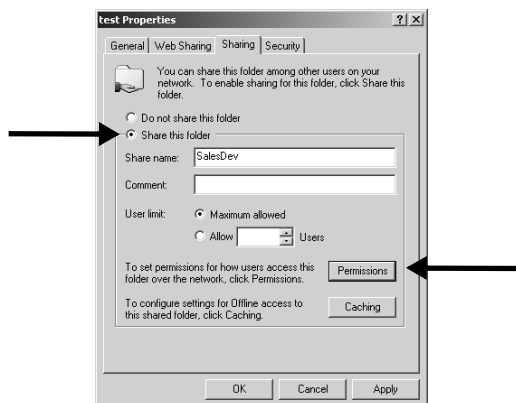 test Properties
General Web Sharing Sharing Security
You can share this folder among other users on your
network. To enable sharing for this folder, click Share this
folder.
Do not share this folder
Share this folder
Share name: SalesDev
Comment:
User limit: Maximum allowed
Allow Users
To set permissions for how users access this
folder over the network, click Permissions.
Permissions
To configure settings for Offline access to
this shared folder, click Caching.
Caching
OK Cancel Apply